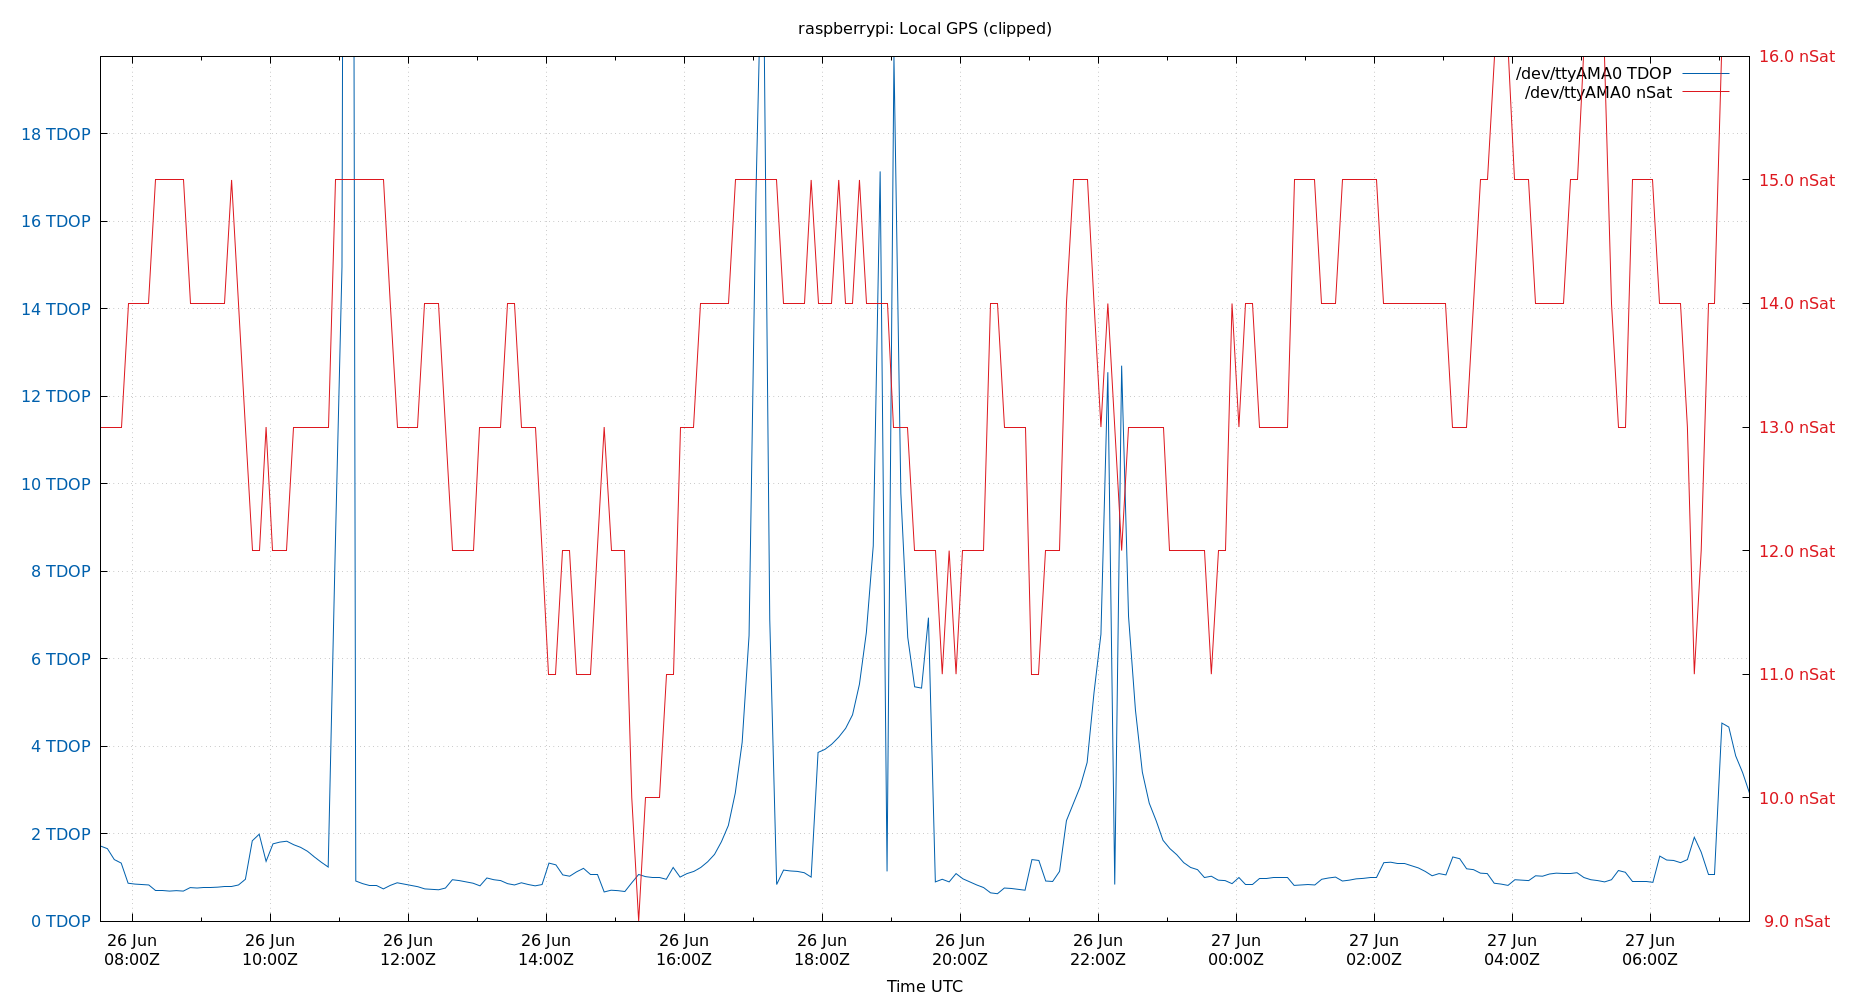 raspberrypi: Local GPS (clipped)
16.0 nSat
/dev/ttyAMA0 TDOP
/dev/ttyAMA0 nSat
18 TDOP
15.0 nSat
16 TDOP
14.0 nSat
14 TDOP
13.0 nSat
12 TDOP
10 TDOP
12.0 nSat
8 TDOP
11.0 nSat
6 TDOP
4 TDOP
10.0 nSat
2 TDOP
0 TDOP
9.0 nSat
26 Jun 26 Jun 26 Jun 26 Jun 26 Jun 26 Jun 26 Jun 26 Jun 27 Jun 27 Jun 27 Jun 27 Jun
08:00Z 10:00Z 12:00Z 14:00Z 16:00Z 18:00Z 20:00Z 22:00Z 00:00Z 02:00Z 04:00Z 06:00Z
Time UTC